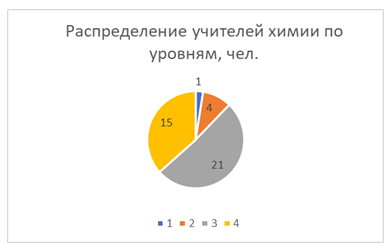 Распределение учителей химии по
уровням, чел.
1
4
15
21
1 2 3 4